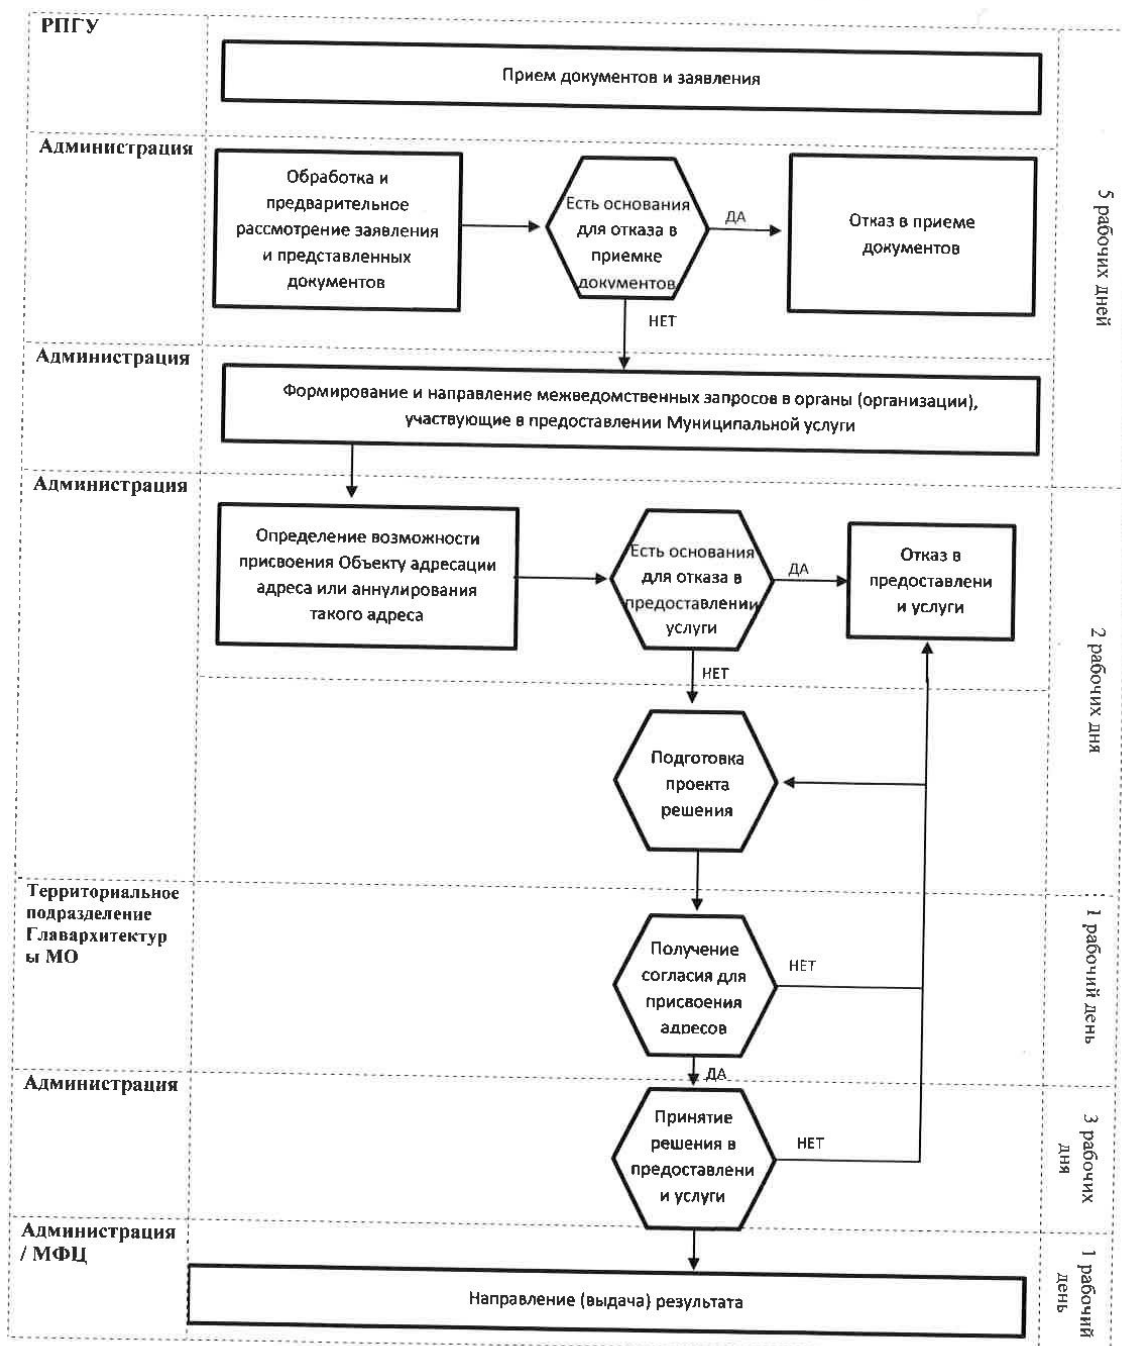 РПГУ
Прием документов и заявления
Администрация
Обработка и
предварительное
рассмотрение заявления
и представленных
документов
Есть основания
для отказа в
приемке
документов
ДА
Отказ в приеме
документов
НЕТ
5 рабочих дней
Администрация
Формирование и направление межведомственных запросов в органы (организации),
участвующие в предоставлении Муниципальной услуги
Администрация
Определение возможности
присвоения Объекту адресации
адреса или аннулирования
такого адреса
Есть основания
для отказа в
предоставлении
услуги
ДА
Отказ в
предоставлени
и услуги
НЕТ
2 рабочих дня
Подготовка
проекта
решения
Территориальное
подразделение
Главархитектур
ы МО
Получение
согласия для
присвоения
адресов
НЕТ
1 рабочий день
ДА
Администрация
Принятие
решения в
предоставлени
и услуги
НЕТ
3 рабочих
дня
Администрация
/ МФЦ
Направление (выдача) результата
1 рабочий
день